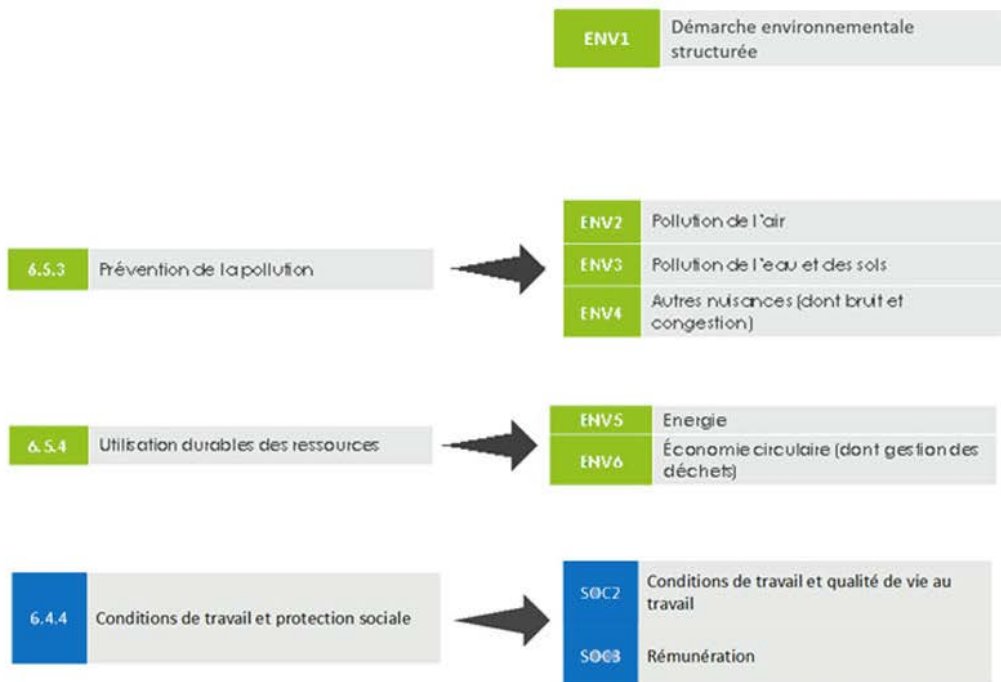 ENV1 Démarche environnementale
structurée
ENV2 Pollution de l'air
6.5.3 Prévention de la pollution
ENV3 Pollution de l'eau et des sols
ENV4 Autres nuisances (dont bruit et
congestion)
6.5.4 Utilisation durables des ressources
ENV5 Energie
ENV6 Économie circulaire (dont gestion des
déchets)
6.4.4 Conditions de travail et protection sociale
SOC2 Conditions de travail et qualité de vie au
travail
SOC3 Rémunération